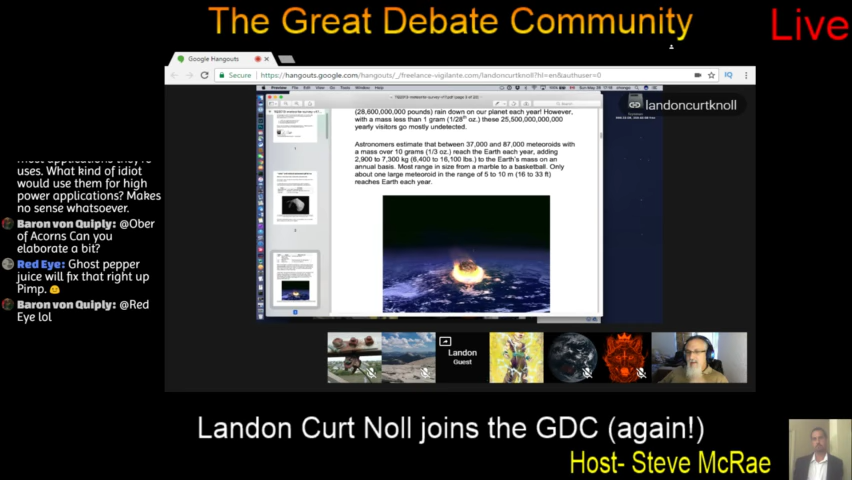 The Great Debate Community
Live
Google Hangouts
Secure https://hangouts.google.com/hangouts/_/freelance-vigilante.com/landoncurtknoll?hl=en&authuser=0
landoncurtknoll
(28,600,000,000 pounds) rain down on our planet each year! However,
with a mass less than 1 gram (1/28th oz.) these 25,500,000,000,000
yearly visitors go mostly undetected.
Astronomers estimate that between 37,000 and 87,000 meteoroids with
a mass over 10 grams (1/3 oz.) reach the Earth each year, adding
2,900 to 7,300 kg (6,400 to 16,100 lbs.) to the Earth's mass on an
annual basis. Most range in size from a marble to a basketball. Only
about one large meteoroid in the range of 5 to 10 m (16 to 33 ft)
reaches Earth each year.
uses. What kind of idiot
would use them for high
power applications? Makes
no sense whatsoever.
Baron von Quiply: @Ober
of Acorns Can you
elaborate a bit?
Red Eye: Ghost pepper
juice will fix that right up
Pimp.
Baron von Quiply: @Red
Eye lol
Landon
Guest
Landon Curt Noll joins the GDC (again!)
Host- Steve McRae